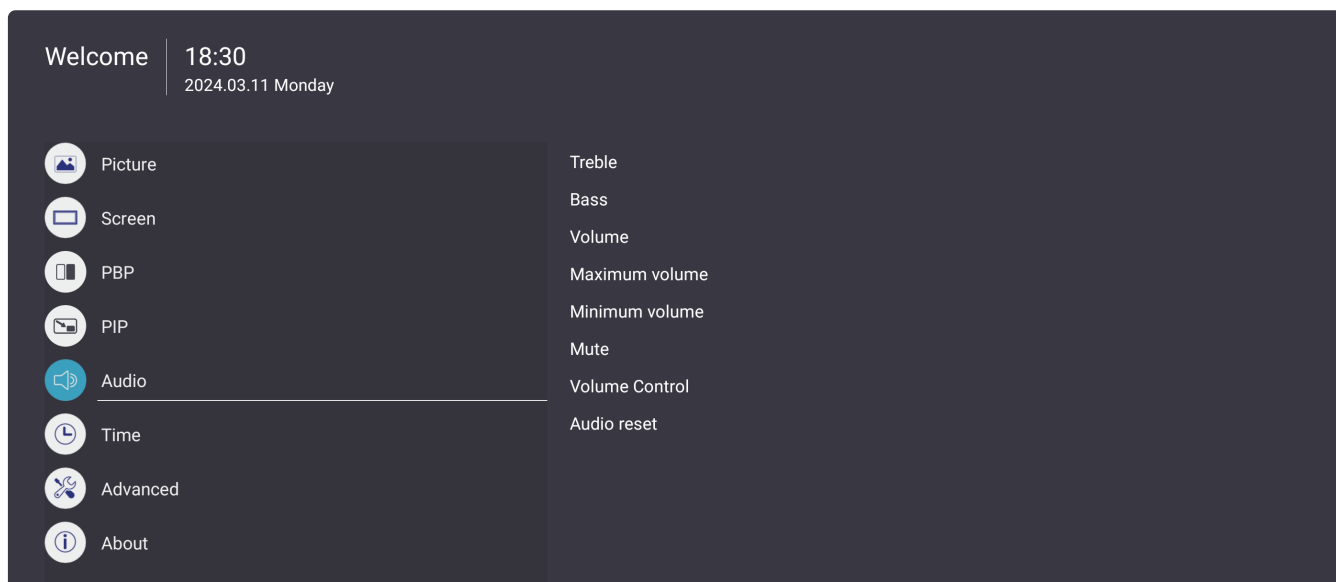 Welcome
18:30
2024.03.11 Monday
Picture
Screen
PBP
PIP
Audio
Time
Advanced
About
Treble
Bass
Volume
Maximum volume
Minimum volume
Mute
Volume Control
Audio reset